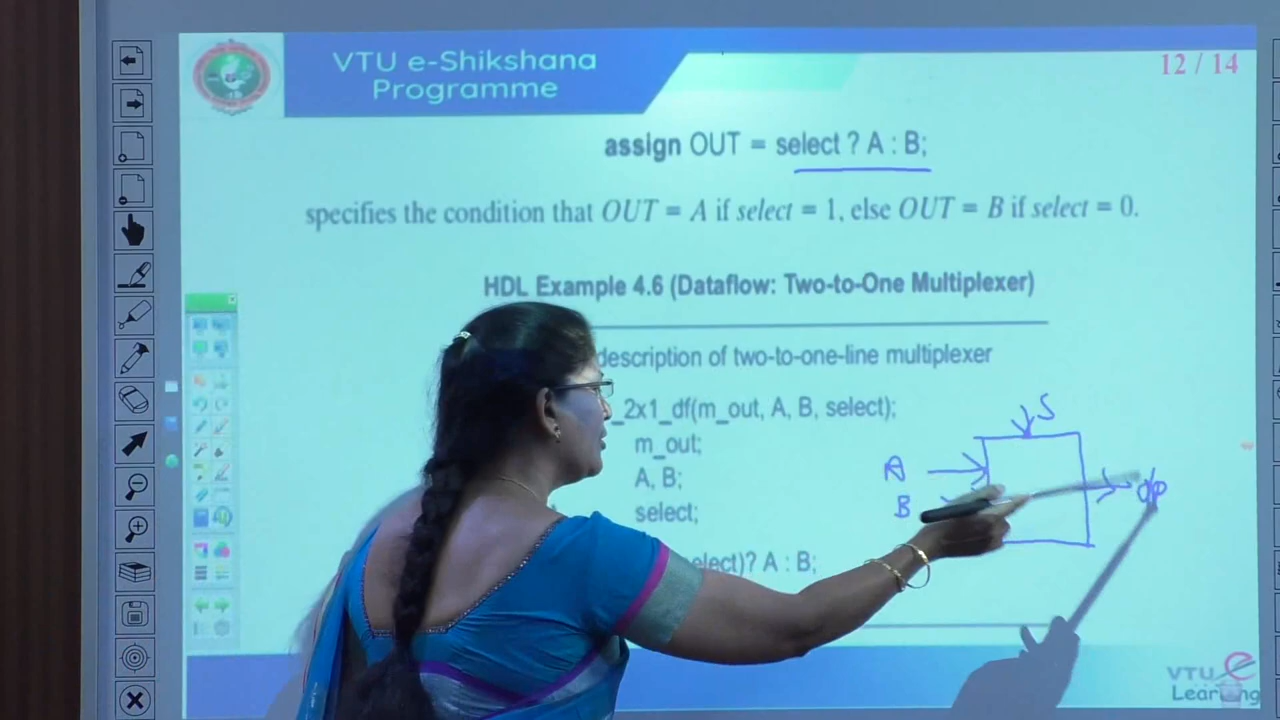 VTU e-Shikshana
Programme
12 / 14
assign OUT = select ? A : B;
specifies the condition that OUT = A if select = 1, else OUT = B if select = 0.
HDL Example 4.6 (Dataflow: Two-to-One Multiplexer)
description of two-to-one-line multiplexer
_2x1_df(m_out, A, B, select);
m_out;
A, B;
select;
elect)? A : B;
S
A
B
o/p
VTU e
Learning